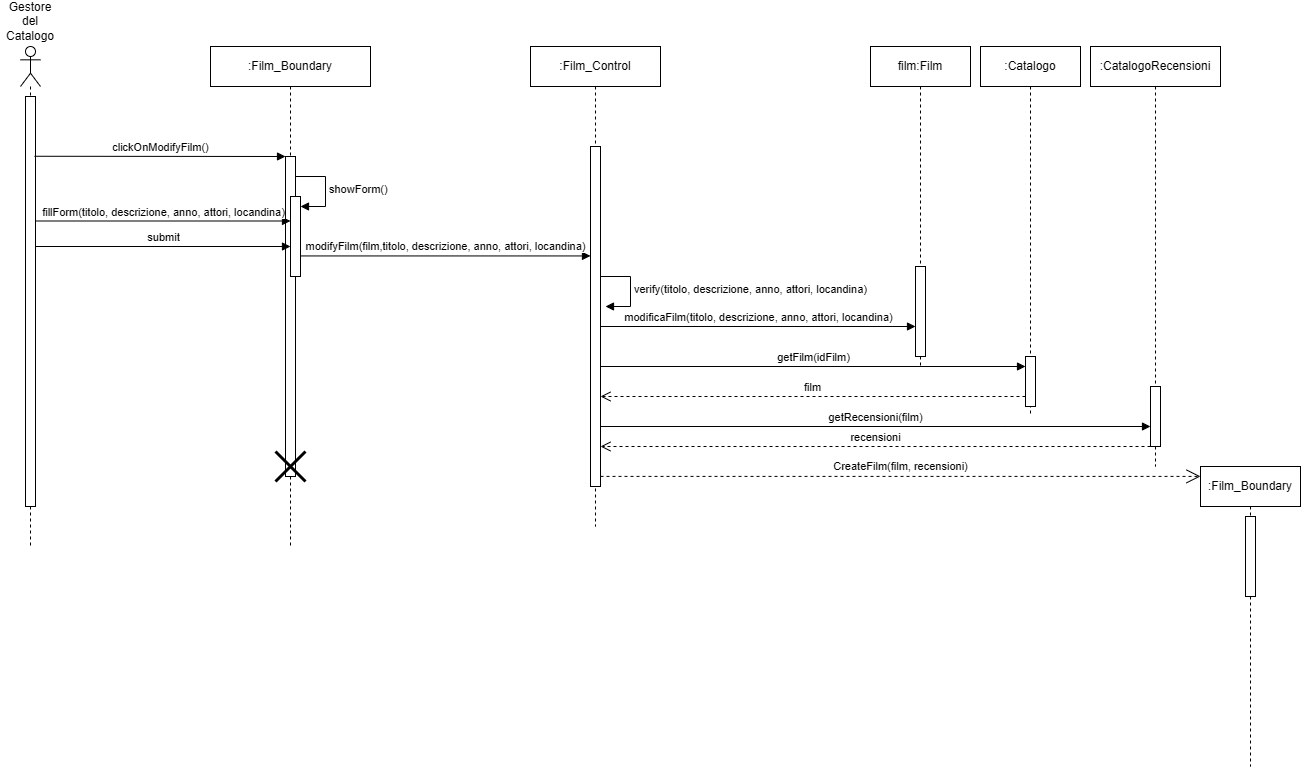 Gestore
del
Catalogo
:Film_Boundary
:Film_Control
film:Film
:Catalogo
:CatalogoRecensioni
clickOnModifyFilm()
showForm()
fillForm(titolo, descrizione, anno, attori, locandina)
submit
modifyFilm(film,titolo, descrizione, anno, attori, locandina)
verify(titolo, descrizione, anno, attori, locandina)
modificaFilm(titolo, descrizione, anno, attori, locandina)
getFilm(idFilm)
film
getRecensioni(film)
recensioni
CreateFilm(film, recensioni)
:Film_Boundary